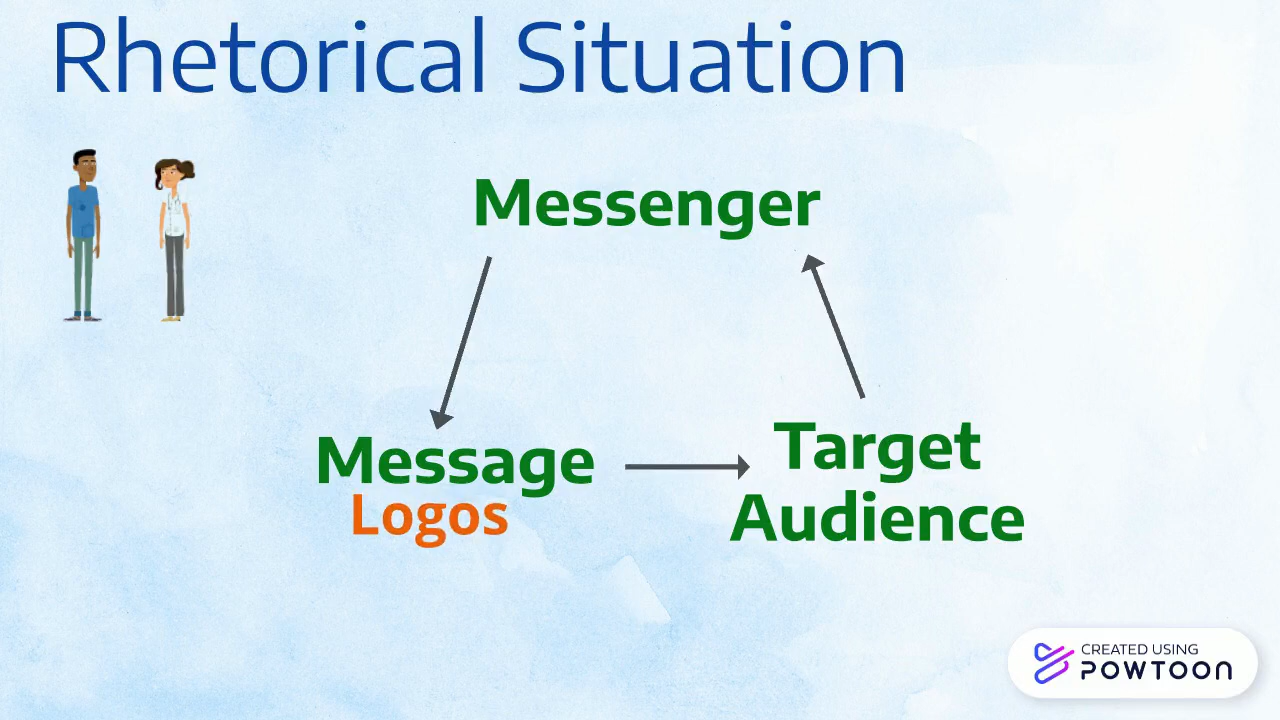 Rhetorical Situation
Messenger
Message
Logos
Target
Audience
CREATED USING
POWTOON